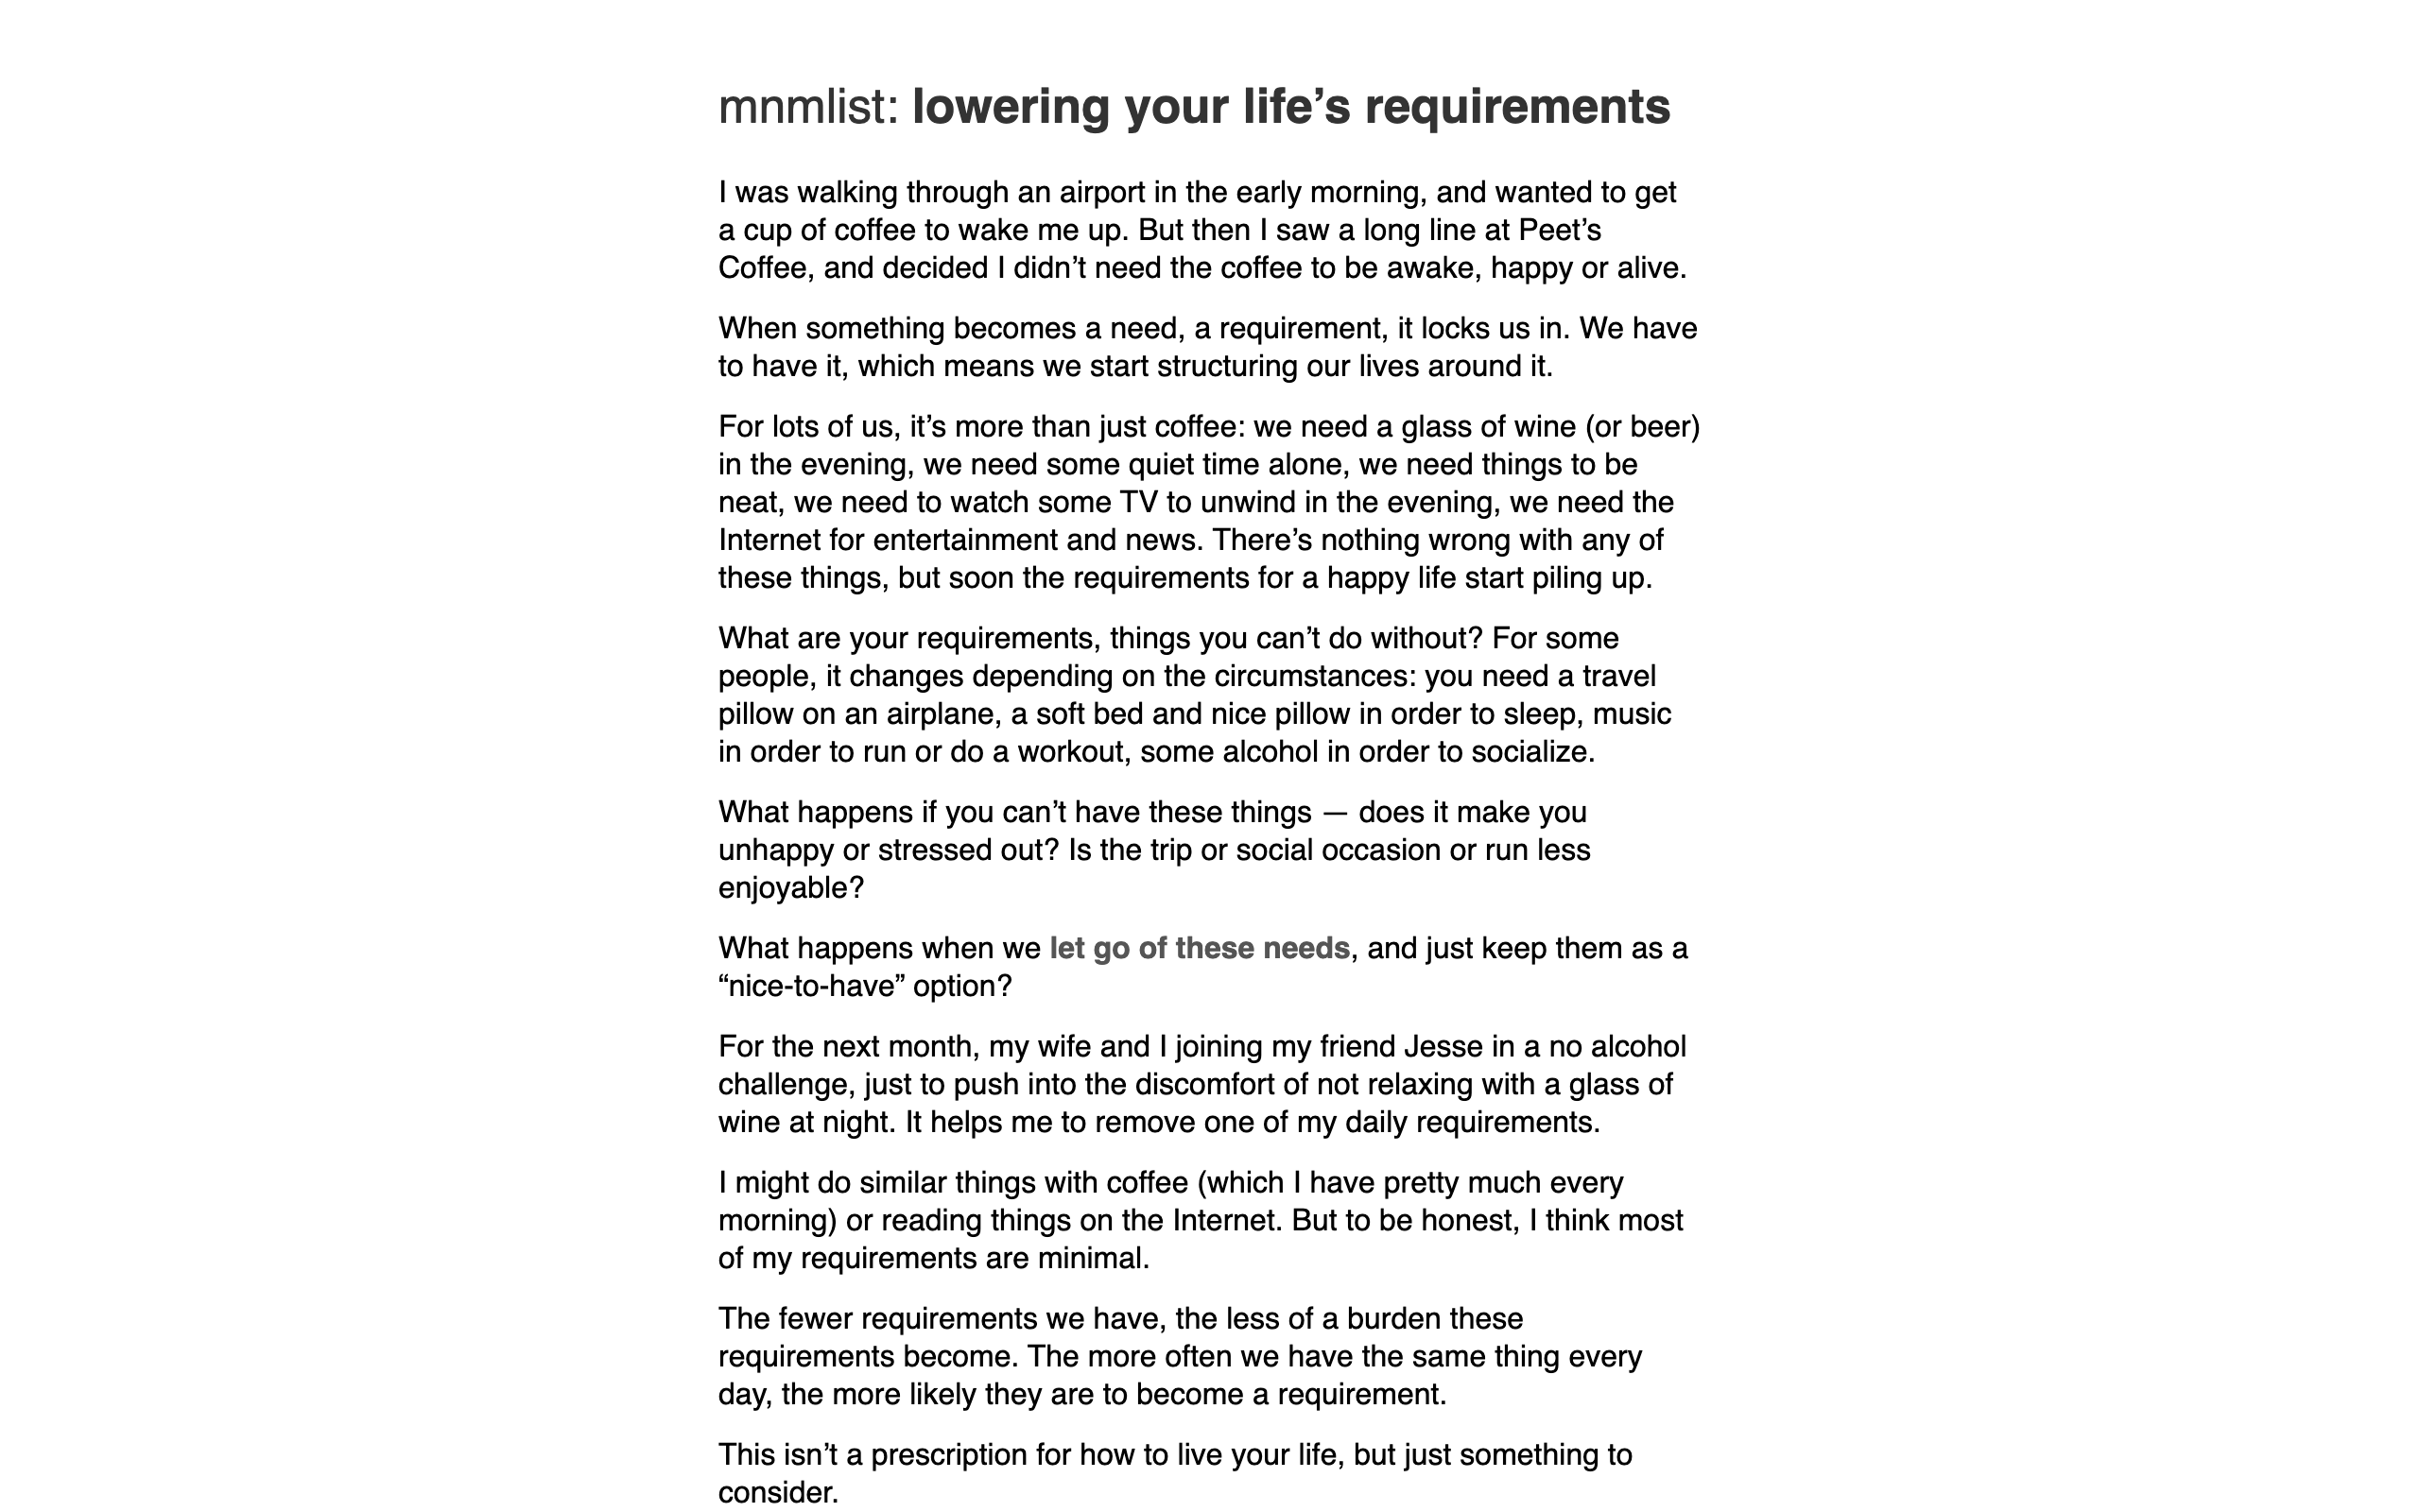 mnmlist: lowering your life’s requirements
I was walking through an airport in the early morning, and wanted to get
a cup of coffee to wake me up. But then I saw a long line at Peet’s
Coffee, and decided I didn’t need the coffee to be awake, happy or alive.
When something becomes a need, a requirement, it locks us in. We have
to have it, which means we start structuring our lives around it.
For lots of us, it’s more than just coffee: we need a glass of wine (or beer)
in the evening, we need some quiet time alone, we need things to be
neat, we need to watch some TV to unwind in the evening, we need the
Internet for entertainment and news. There’s nothing wrong with any of
these things, but soon the requirements for a happy life start piling up.
What are your requirements, things you can’t do without? For some
people, it changes depending on the circumstances: you need a travel
pillow on an airplane, a soft bed and nice pillow in order to sleep, music
in order to run or do a workout, some alcohol in order to socialize.
What happens if you can’t have these things — does it make you
unhappy or stressed out? Is the trip or social occasion or run less
enjoyable?
What happens when we let go of these needs, and just keep them as a
“nice-to-have” option?
For the next month, my wife and I joining my friend Jesse in a no alcohol
challenge, just to push into the discomfort of not relaxing with a glass of
wine at night. It helps me to remove one of my daily requirements.
I might do similar things with coffee (which I have pretty much every
morning) or reading things on the Internet. But to be honest, I think most
of my requirements are minimal.
The fewer requirements we have, the less of a burden these
requirements become. The more often we have the same thing every
day, the more likely they are to become a requirement.
This isn’t a prescription for how to live your life, but just something to
consider.